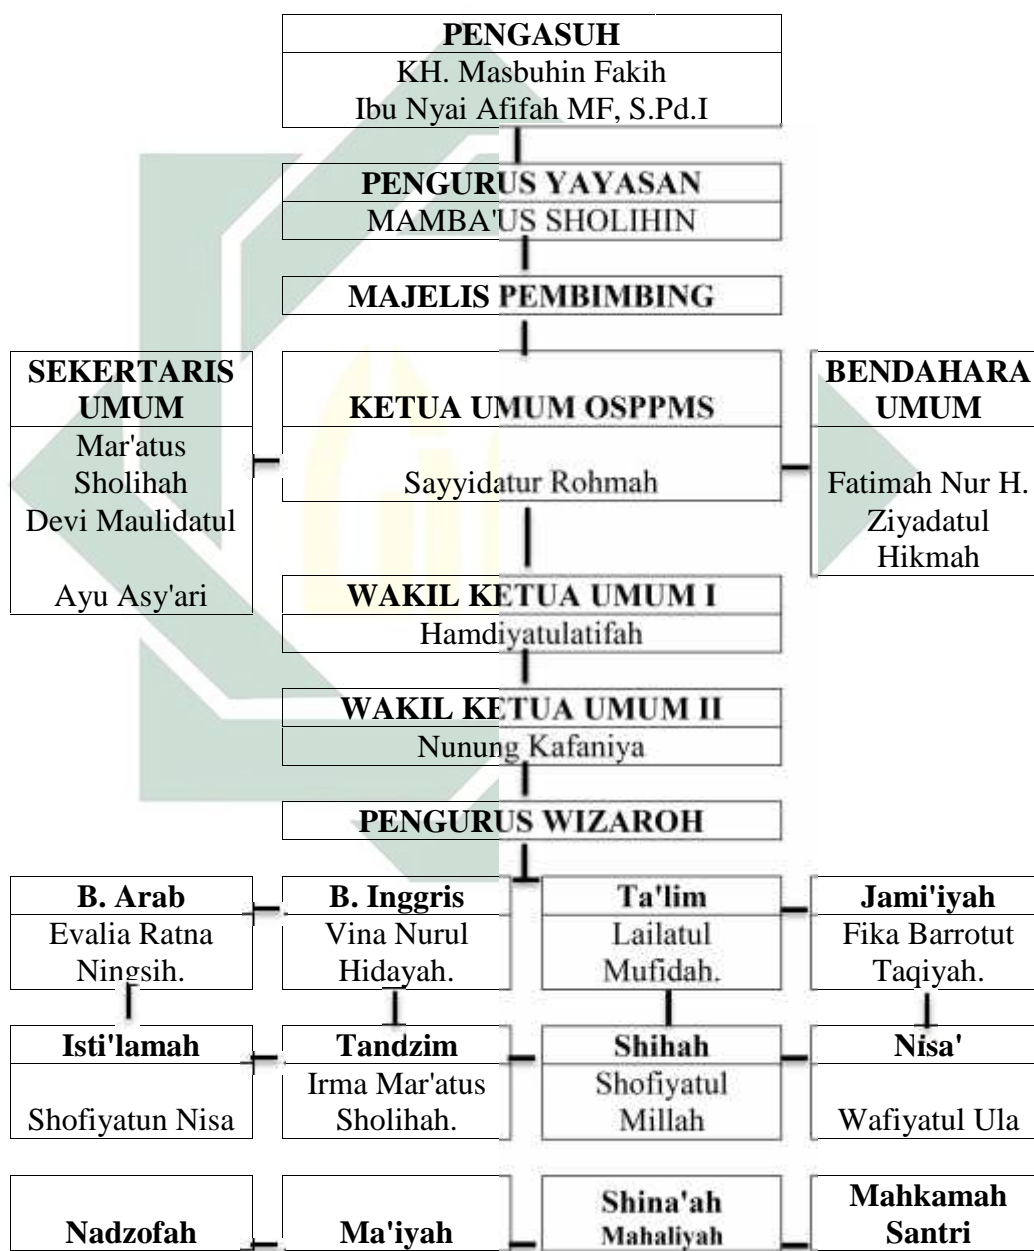 PENGASUH
KH. Masbuhin Fakih
Ibu Nyai Afifah MF, S.Pd.I
PENGURUS YAYASAN
MAMBA'US SHOLIHIN
MAJELIS PEMBIMBING
SEKERTARIS
UMUM
Mar'atus
Sholihah
Devi Maulidatul
Ayu Asy'ari
KETUA UMUM OSPPMS
Sayyidatur Rohmah
BENDAHARA
UMUM
Fatimah Nur H.
Ziyadatul
Hikmah
WAKIL KETUA UMUM I
Hamdiyatulatifah
WAKIL KETUA UMUM II
Nunung Kafaniya
PENGURUS WIZAROH
B. Arab
Evalia Ratna
Ningsih.
B. Inggris
Vina Nurul
Hidayah.
Ta'lim
Lailatul
Mufidah.
Jami'iyah
Fika Barrotut
Taqiyah.
Isti'lamah
Shofiyatun Nisa
Tandzim
Irma Mar'atus
Sholihah.
Shihah
Shofiyatul
Millah
Nisa'
Wafiyatul Ula
Nadzofah
Ma'iyah
Shina'ah
Mahaliyah
Mahkamah
Santri